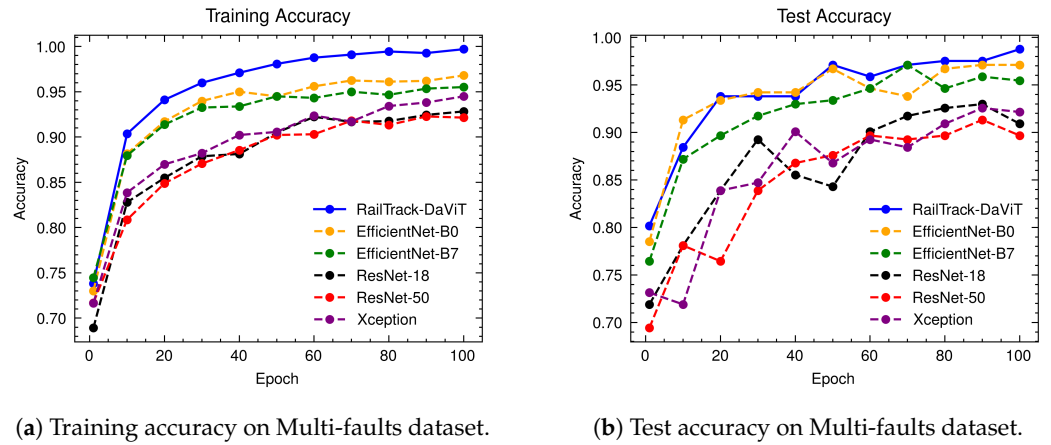 Training Accuracy
1.00
0.95
0.90
0.85
0.80
0.75
0.70
Accuracy
RailTrack-DaViT
EfficientNet-B0
EfficientNet-B7
ResNet-18
ResNet-50
Xception
0 20 40 60 80 100
Epoch
(a) Training accuracy on Multi-faults dataset.
Test Accuracy
1.00
0.95
0.90
0.85
0.80
0.75
0.70
Accuracy
RailTrack-DaViT
EfficientNet-B0
EfficientNet-B7
ResNet-18
ResNet-50
Xception
0 20 40 60 80 100
Epoch
(b) Test accuracy on Multi-faults dataset.